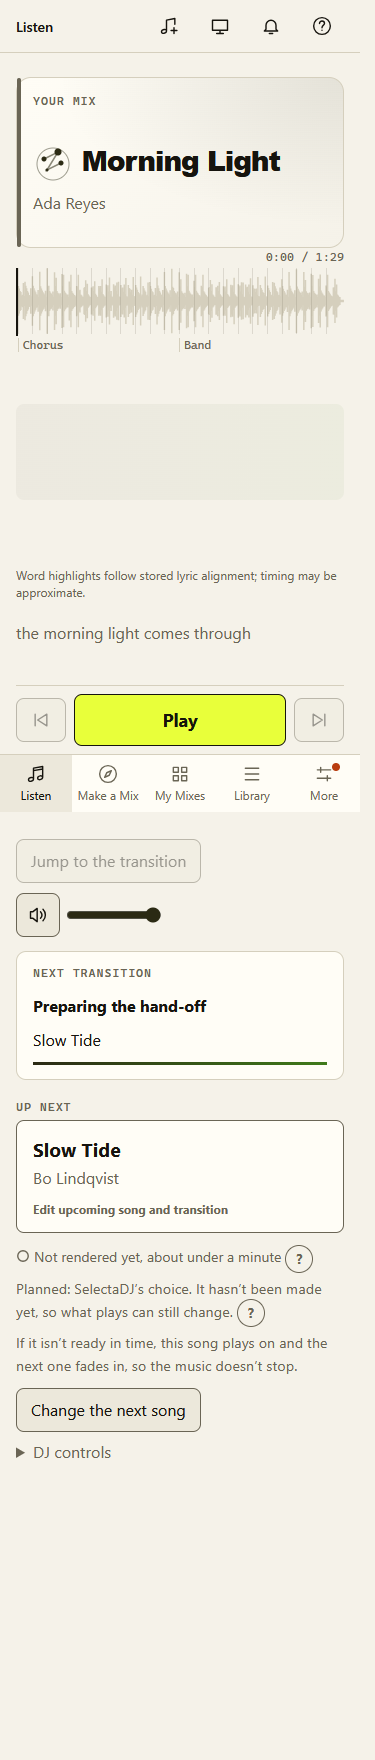 Listen
YOUR MIX
Morning Light
Ada Reyes
0:00 / 1:29
Chorus
Band
Word highlights follow stored lyric alignment; timing may be
approximate.
the morning light comes through
Play
Listen
Make a Mix
My Mixes
Library
More
Jump to the transition
NEXT TRANSITION
Preparing the hand-off
Slow Tide
UP NEXT
Slow Tide
Bo Lindqvist
Edit upcoming song and transition
Not rendered yet, about under a minute ?
Planned: SelectaDJ’s choice. It hasn’t been made
yet, so what plays can still change. ?
If it isn’t ready in time, this song plays on and the
next one fades in, so the music doesn’t stop.
Change the next song
DJ controls